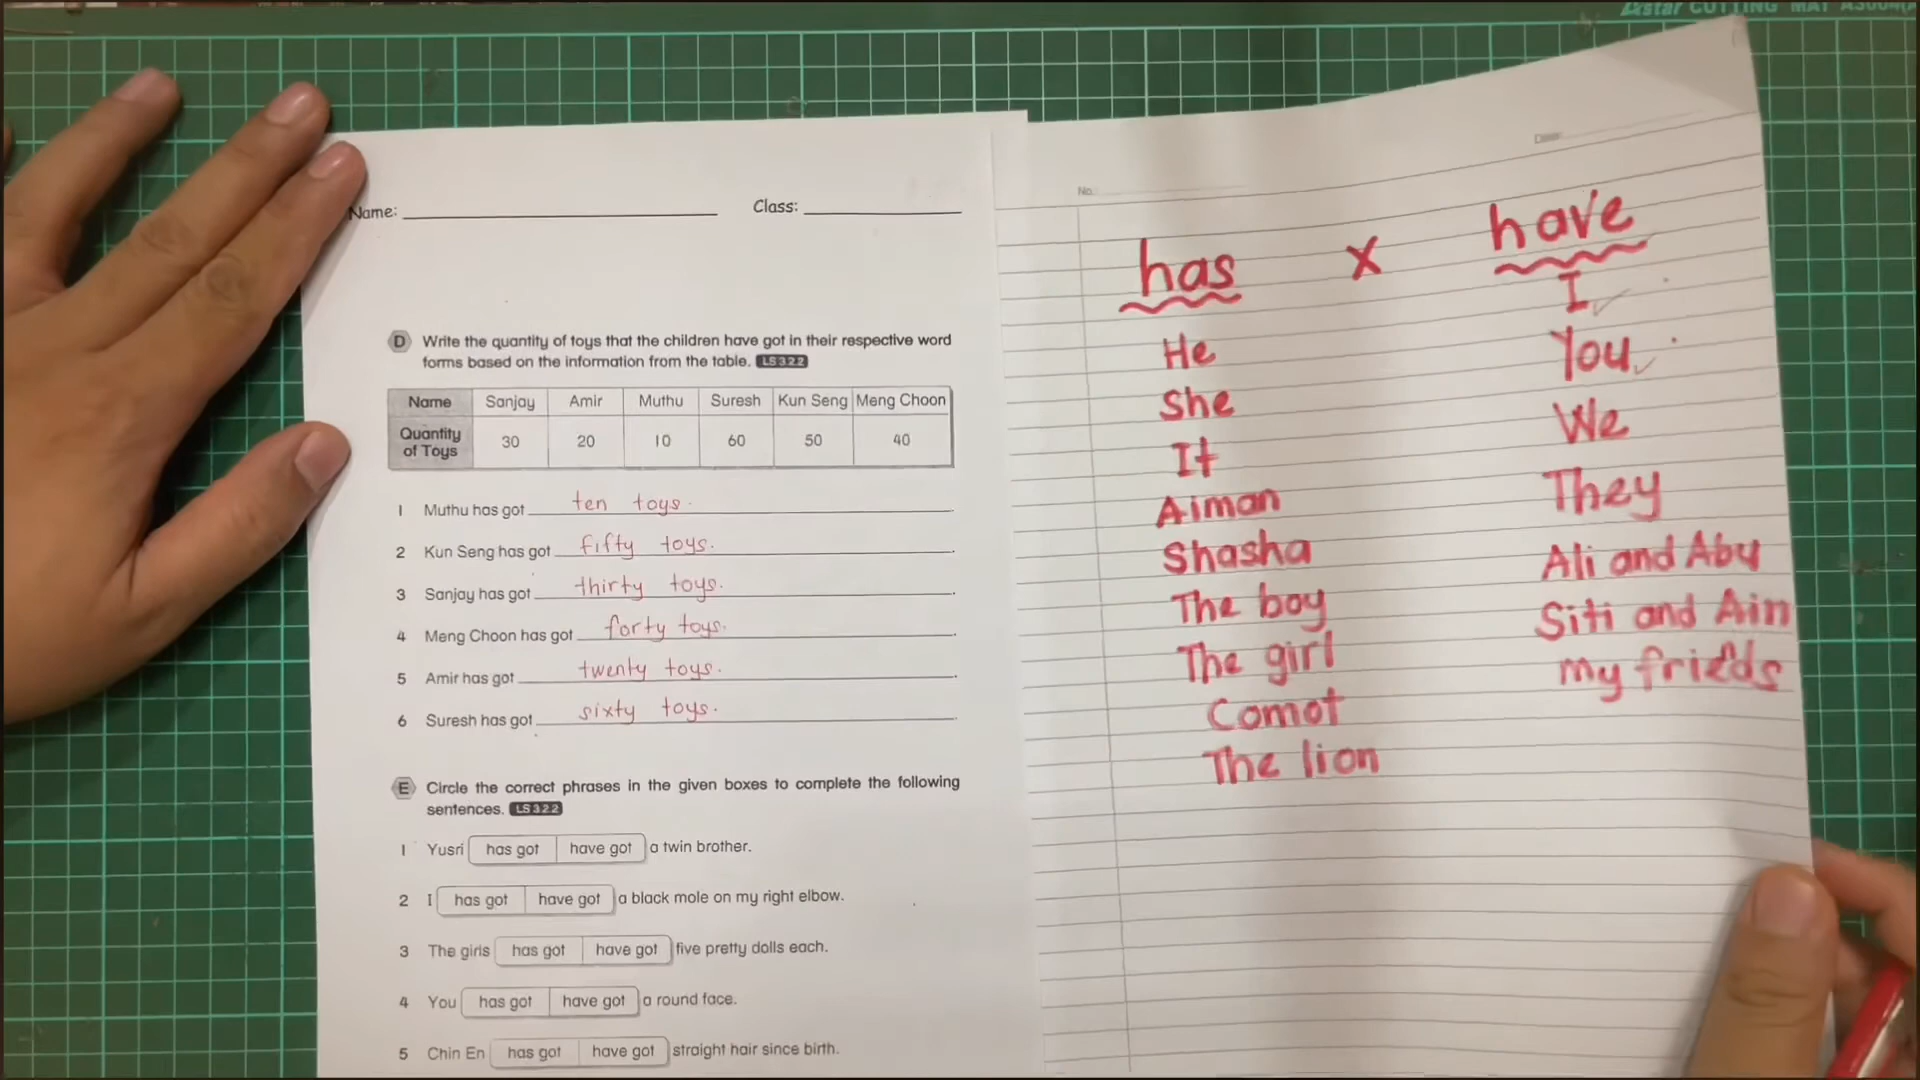 Axstar CUTTING MAT
Name:
Class:
D Write the quantity of toys that the children have got in their respective word
forms based on the information from the table. LS 3.2.2
Name Sanjay Amir Muthu Suresh Kun Seng Meng Choon
Quantity of Toys 30 20 10 60 50 40
1 Muthu has got ten toys.
2 Kun Seng has got fifty toys.
3 Sanjay has got thirty toys.
4 Meng Choon has got forty toys.
5 Amir has got twenty toys.
6 Suresh has got sixty toys.
E Circle the correct phrases in the given boxes to complete the following
sentences. LS 3.2.2
1 Yusri has got have got a twin brother.
2 I has got have got a black mole on my right elbow.
3 The girls has got have got five pretty dolls each.
4 You has got have got a round face.
5 Chin En has got have got straight hair since birth.
No.
Date
has x have
He
She
It
Aiman
Shasha
The boy
The girl
Comot
The lion
I
You
We
They
Ali and Abu
Siti and Ain
My friends